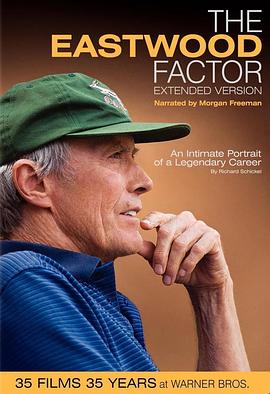 THE
EASTWOOD
FACTOR
EXTENDED VERSION
Narrated by Morgan Freeman
An Intimate Portrait
of a Legendary Career
By Richard Schickel
35 FILMS 35 YEARS at WARNER BROS.